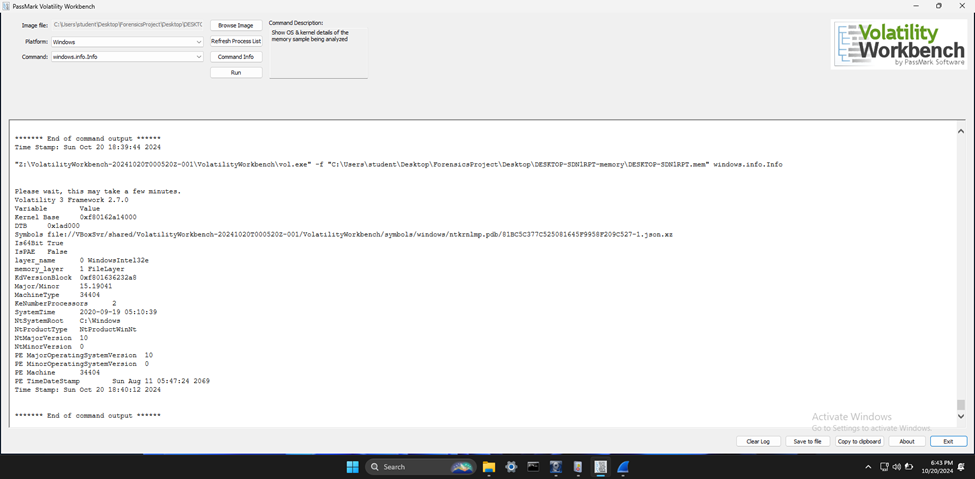 PassMark Volatility Workbench
Image file: C:\Users\student\Desktop\ForensicsProject\Desktop\DESKTC Browse Image
Platform: Windows Refresh Process List
Command: windows.info.Info Command Info
Run
Command Description:
Show OS & kernel details of the
memory sample being analyzed
Volatility
Workbench
by PassMark Software
******* End of command output ******
Time Stamp: Sun Oct 20 18:39:44 2024
"Z:\VolatilityWorkbench-20241020T000520Z-001\VolatilityWorkbench\vol.exe" -f "C:\Users\student\Desktop\ForensicsProject\Desktop\DESKTOP-SDN1RPT-memory\DESKTOP-SDN1RPT.mem" windows.info.Info
Please wait, this may take a few minutes.
Volatility 3 Framework 2.7.0
Variable Value
Kernel Base 0xf80162a14000
DTB 0x1ad000
Symbols file://VBoxSvr/shared/VolatilityWorkbench-20241020T000520Z-001/VolatilityWorkbench/symbols/windows/ntkrnlmp.pdb/81BC5C377C525081645F9958F209C527-1.json.xz
Is64Bit True
IsPAE False
layer_name 0 WindowsIntel32e
memory_layer 1 FileLayer
KdVersionBlock 0xf801636232a8
Major/Minor 15.19041
MachineType 34404
KeNumberProcessors 2
SystemTime 2020-09-19 05:10:39
NtSystemRoot C:\Windows
NtProductType NtProductWinNt
NtMajorVersion 10
NtMinorVersion 0
PE MajorOperatingSystemVersion 10
PE MinorOperatingSystemVersion 0
PE Machine 34404
PE TimeDateStamp Sun Aug 11 05:47:24 2069
Time Stamp: Sun Oct 20 18:40:12 2024
******* End of command output ******
Activate Windows
Go to Settings to activate Windows.
Clear Log Save to file Copy to clipboard About Exit
Search
6:43 PM
10/20/2024